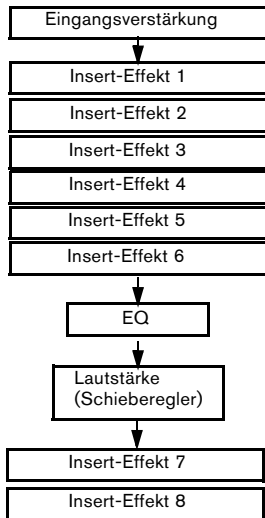 Eingangsverstärkung
Insert-Effekt 1
Insert-Effekt 2
Insert-Effekt 3
Insert-Effekt 4
Insert-Effekt 5
Insert-Effekt 6
EQ
Lautstärke
(Schieberegler)
Insert-Effekt 7
Insert-Effekt 8